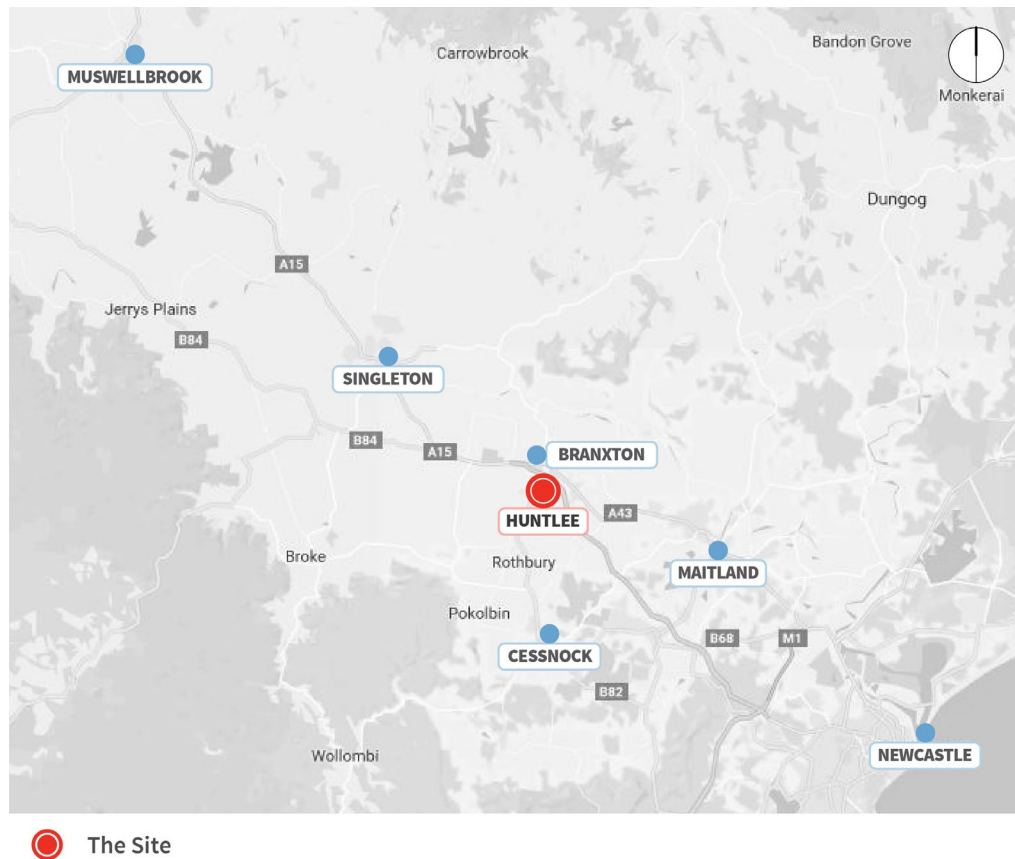 Carrowbrook
Bandon Grove
MUSWELLBROOK
Monkerai
Dungog
A15
Jerrys Plains
B84
SINGLETON
B84
A15
BRANXTON
HUNTLEE
A43
Broke
Rothbury
MAITLAND
Pokolbin
CESSNOCK
B68
M1
B82
Wollombi
NEWCASTLE
The Site